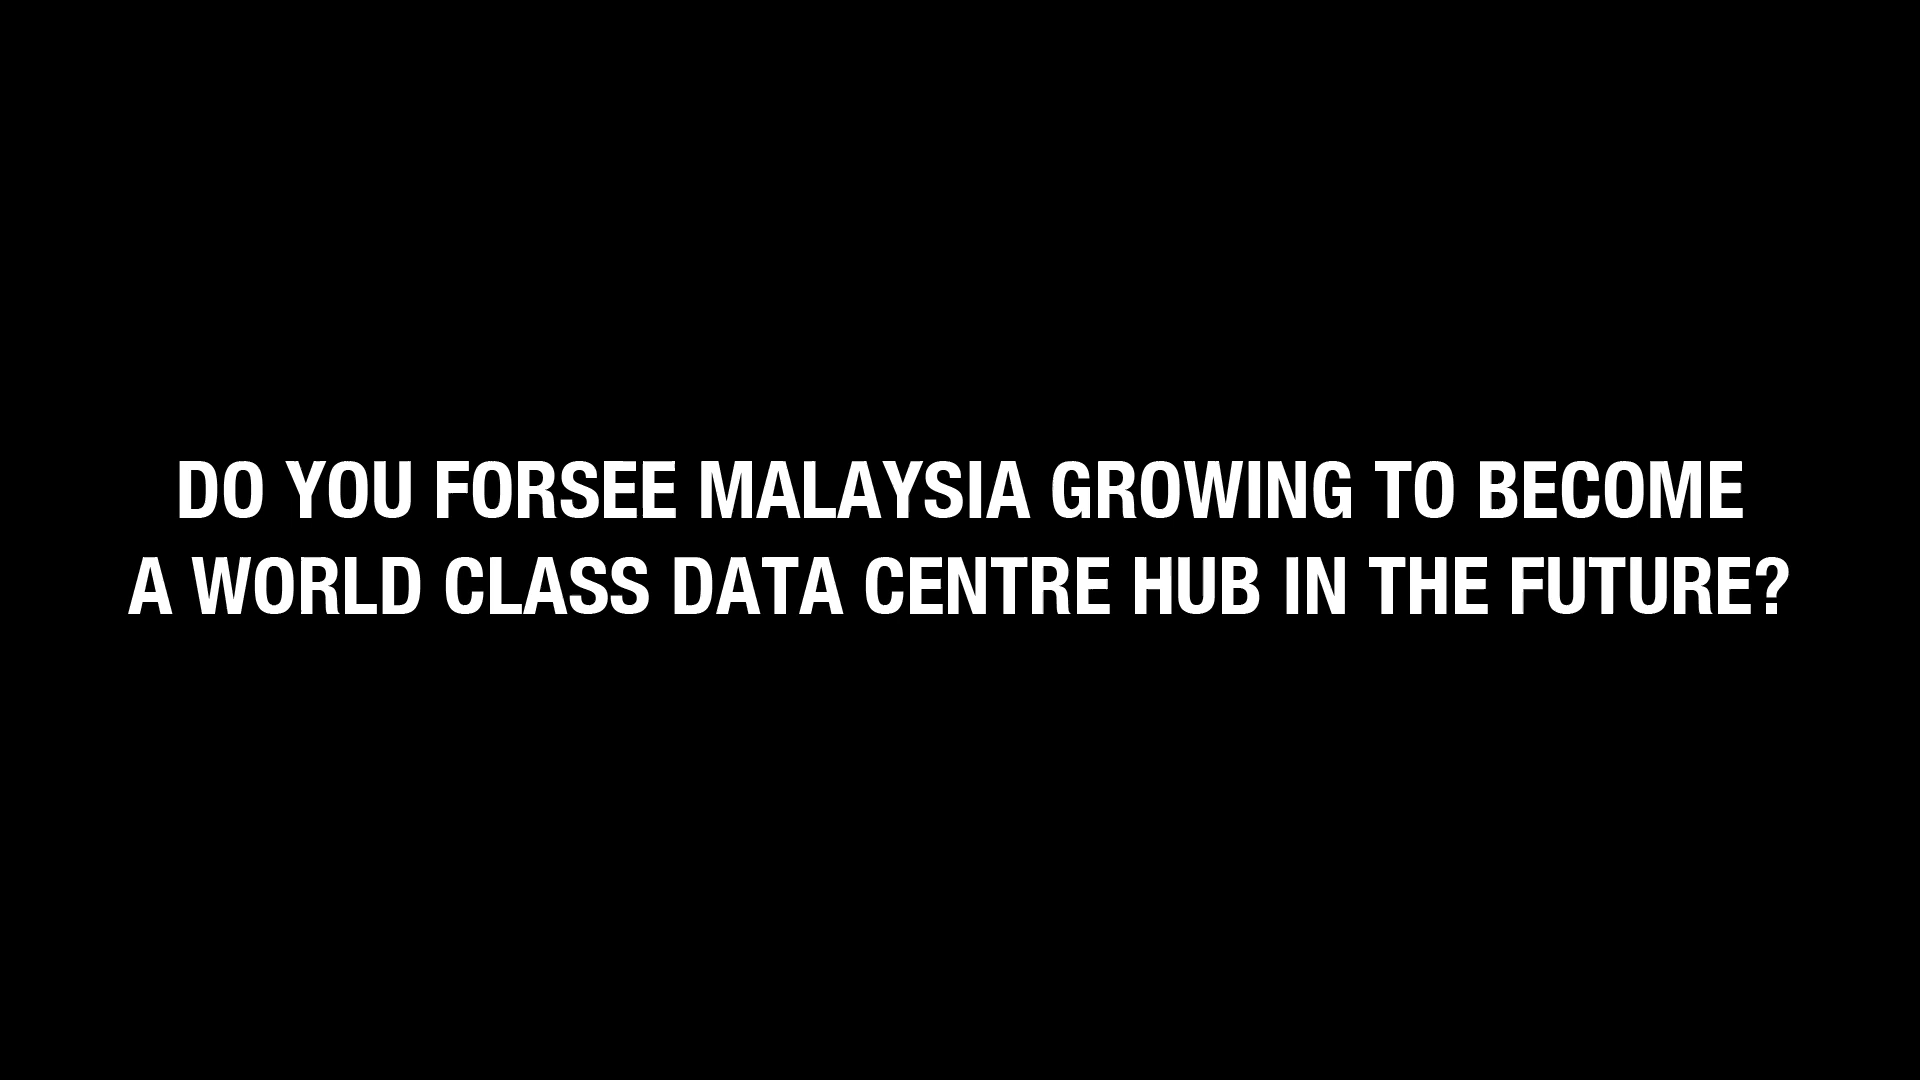 DO YOU FORSEE MALAYSIA GROWING TO BECOME
A WORLD CLASS DATA CENTRE HUB IN THE FUTURE?